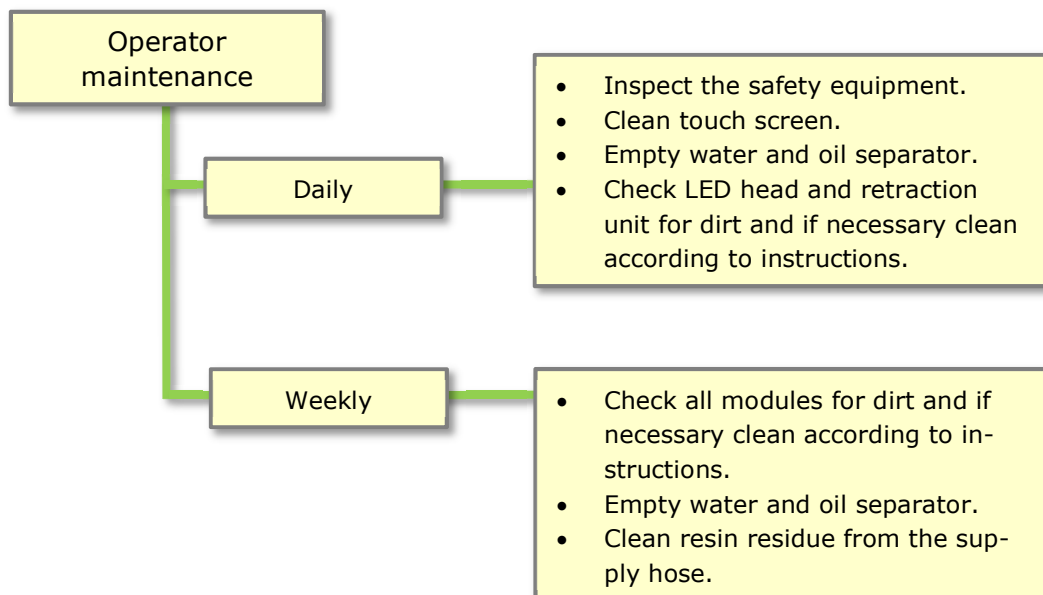 Operator
maintenance
Daily
• Inspect the safety equipment.
• Clean touch screen.
• Empty water and oil separator.
• Check LED head and retraction
unit for dirt and if necessary clean
according to instructions.
Weekly
• Check all modules for dirt and if
necessary clean according to in-
structions.
• Empty water and oil separator.
• Clean resin residue from the sup-
ply hose.